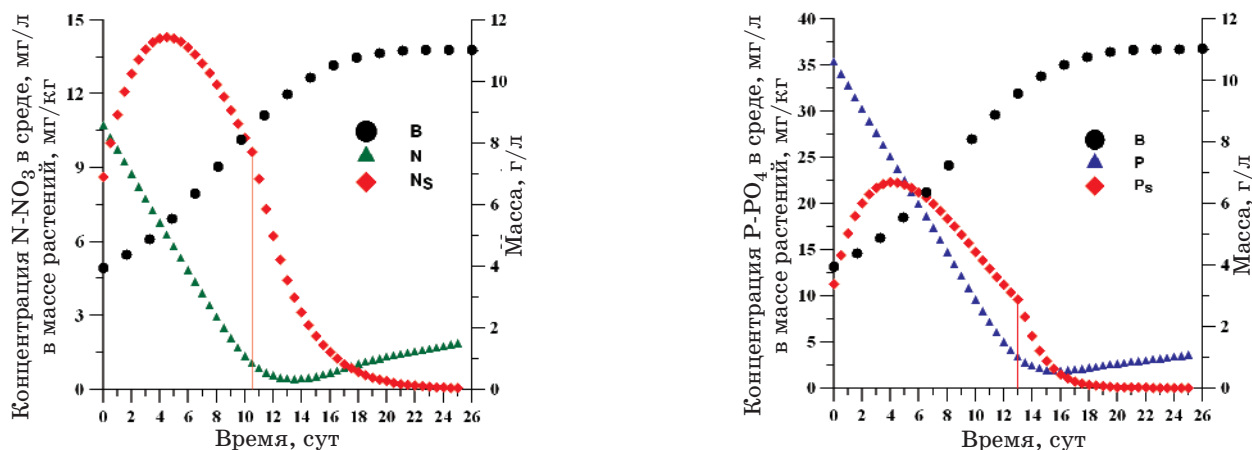 Концентрация N-NO3 в среде, мг/л
в массе растений, мг/кг
15
12
9
6
3
0
12
10
8
6
4
2
0
Масса, г/л
B
N
NS
0 2 4 6 8 10 12 14 16 18 20 22 24 26
Время, сут
Концентрация P-PO4 в среде, мг/л
в массе растений, мг/кг
40
35
30
25
20
15
10
5
0
12
10
8
6
4
2
0
Масса, г/л
B
P
Ps
0 2 4 6 8 10 12 14 16 18 20 22 24 26
Время, сут